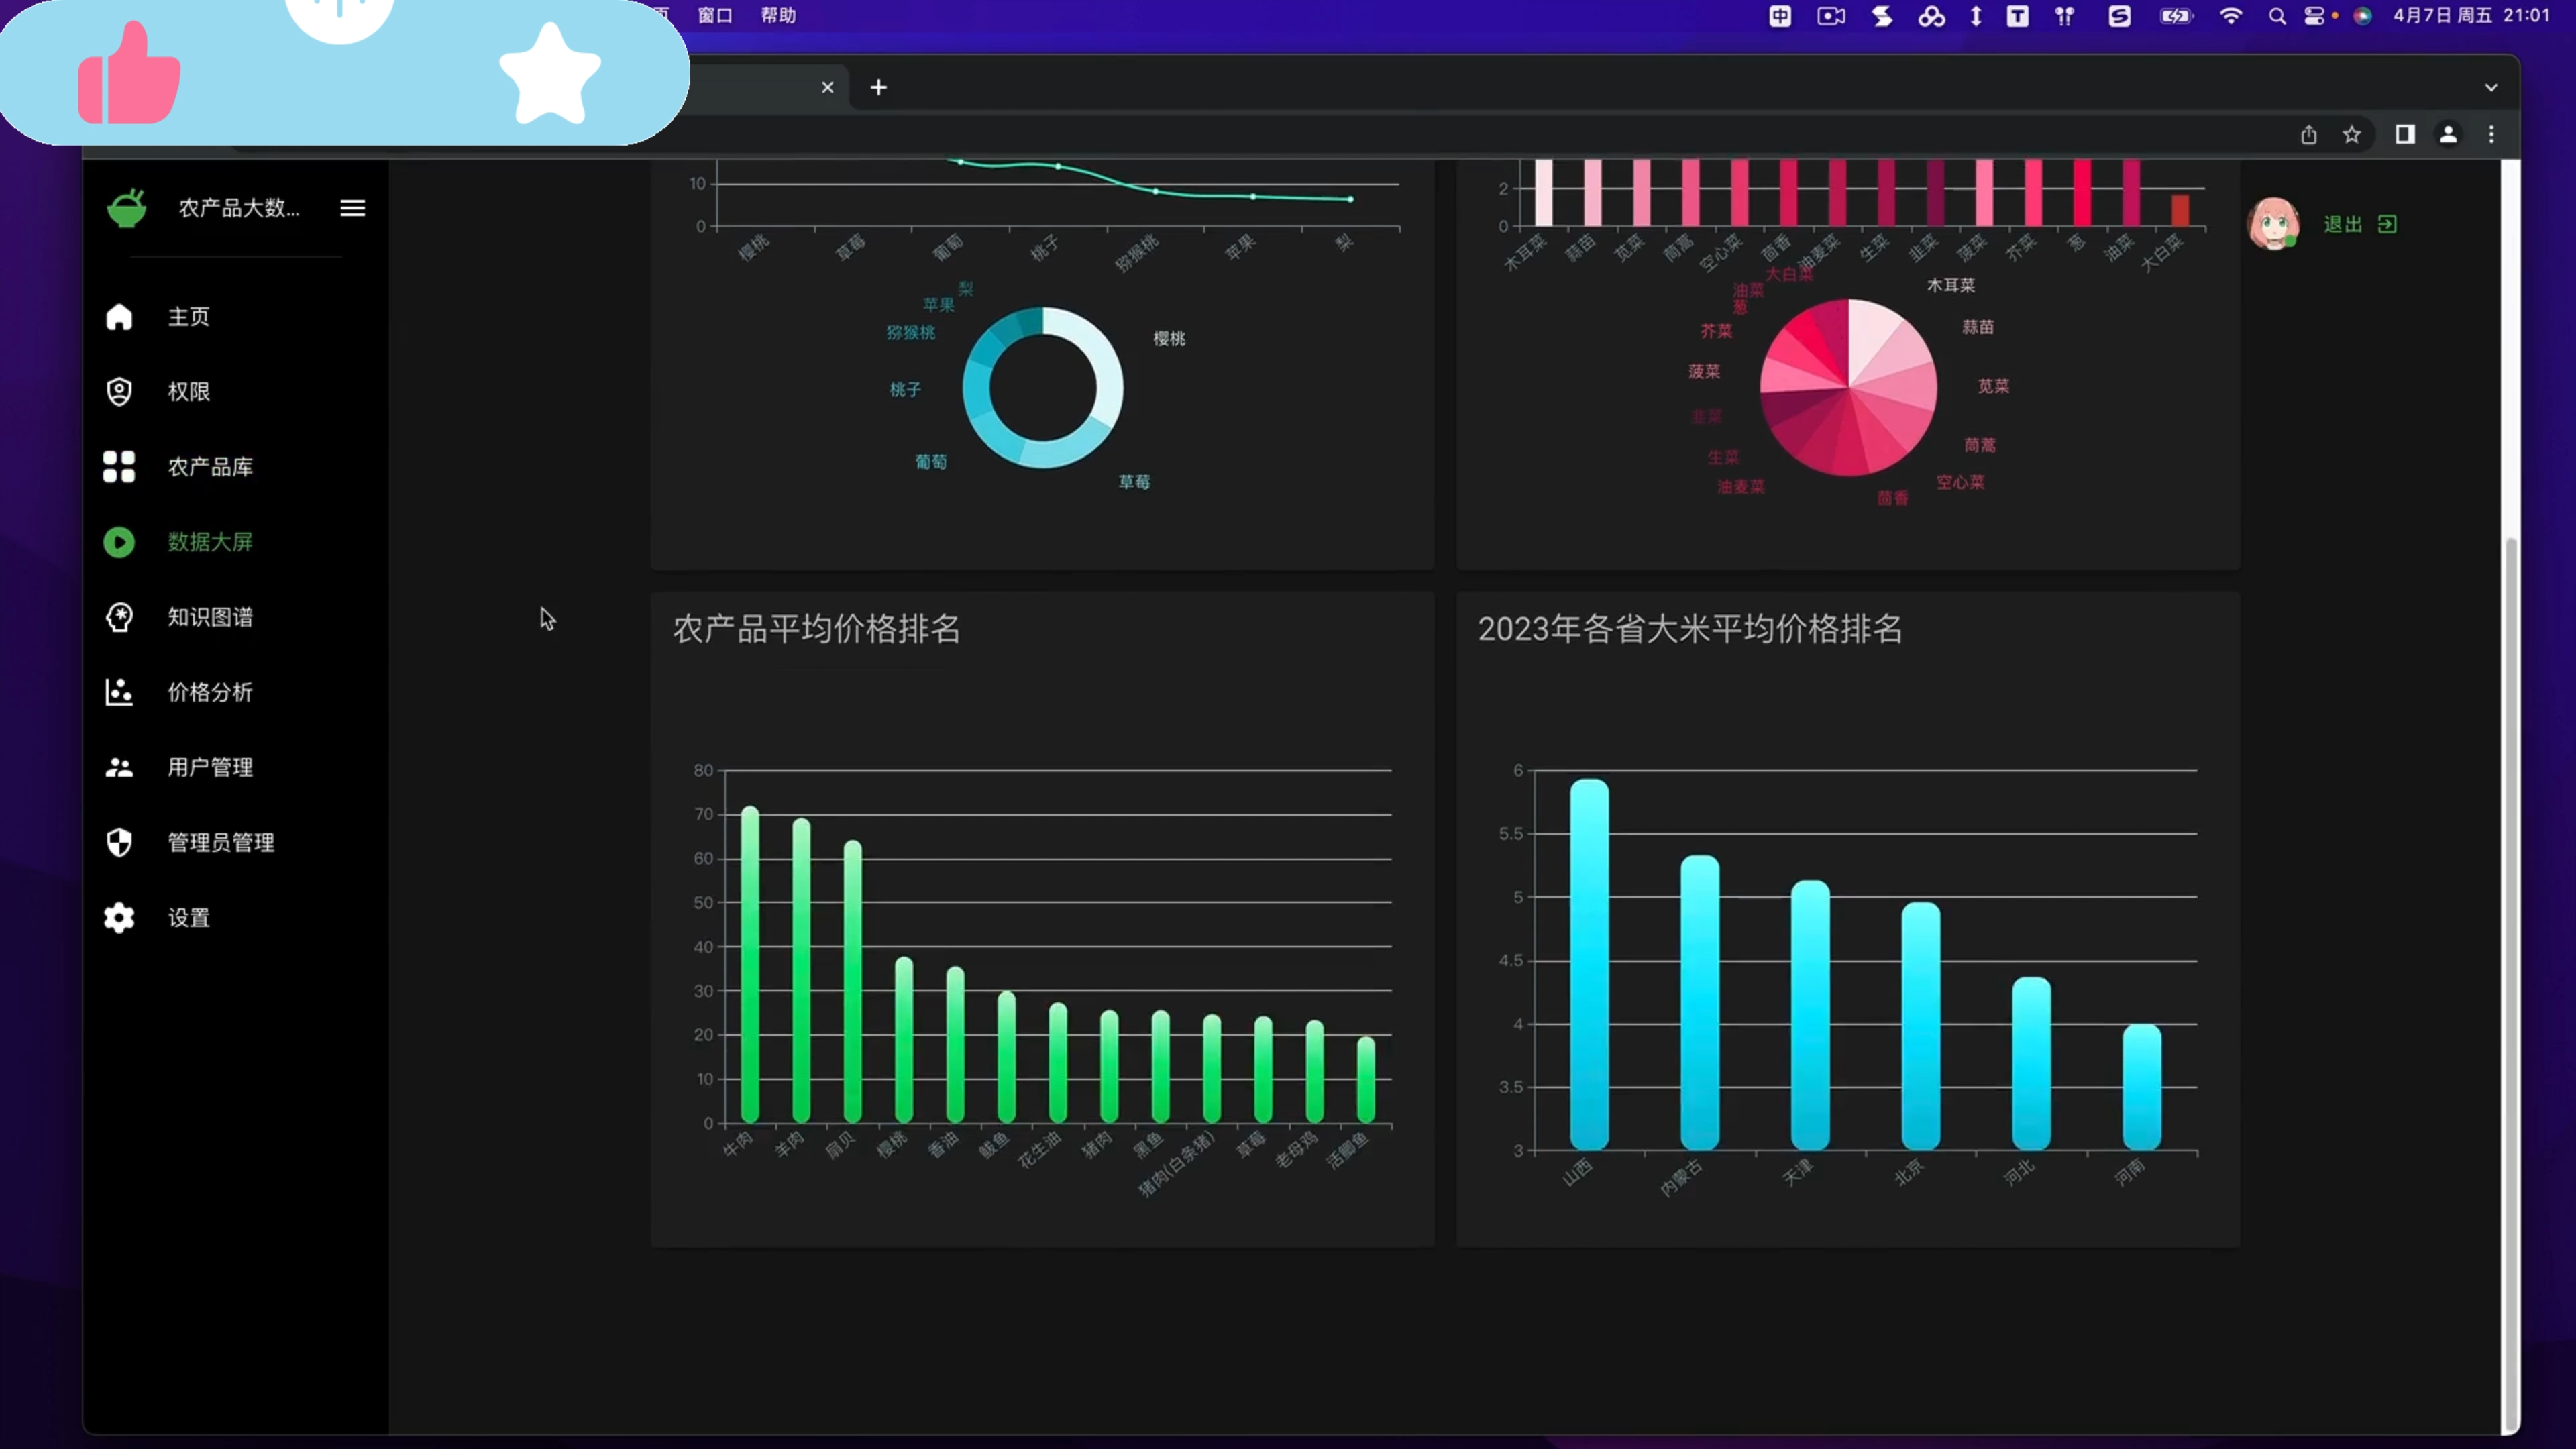 页 窗口 帮助
4月7日 周五 21:01
农产品大数...
主页
权限
农产品库
数据大屏
知识图谱
价格分析
用户管理
管理员管理
设置
退出
10
0
樱桃 草莓 葡萄 桃子 猕猴桃 苹果 梨
梨
苹果
猕猴桃
桃子
葡萄
樱桃
草莓
2
0
木耳菜 蒜苗 苋菜 茼蒿 空心菜 茴香 油麦菜 生菜 韭菜 菠菜 芥菜 葱 油菜 大白菜
大白菜
油菜
葱
芥菜
菠菜
韭菜
生菜
油麦菜
木耳菜
蒜苗
苋菜
茼蒿
空心菜
茴香
农产品平均价格排名
80
70
60
50
40
30
20
10
0
牛肉 羊肉 扇贝 樱桃 香油 鲅鱼 花生油 猪肉 黑鱼 猪肉(白条猪) 草莓 老母鸡 活鲫鱼
2023年各省大米平均价格排名
6
5.5
5
4.5
4
3.5
3
山西 内蒙古 天津 北京 河北 河南